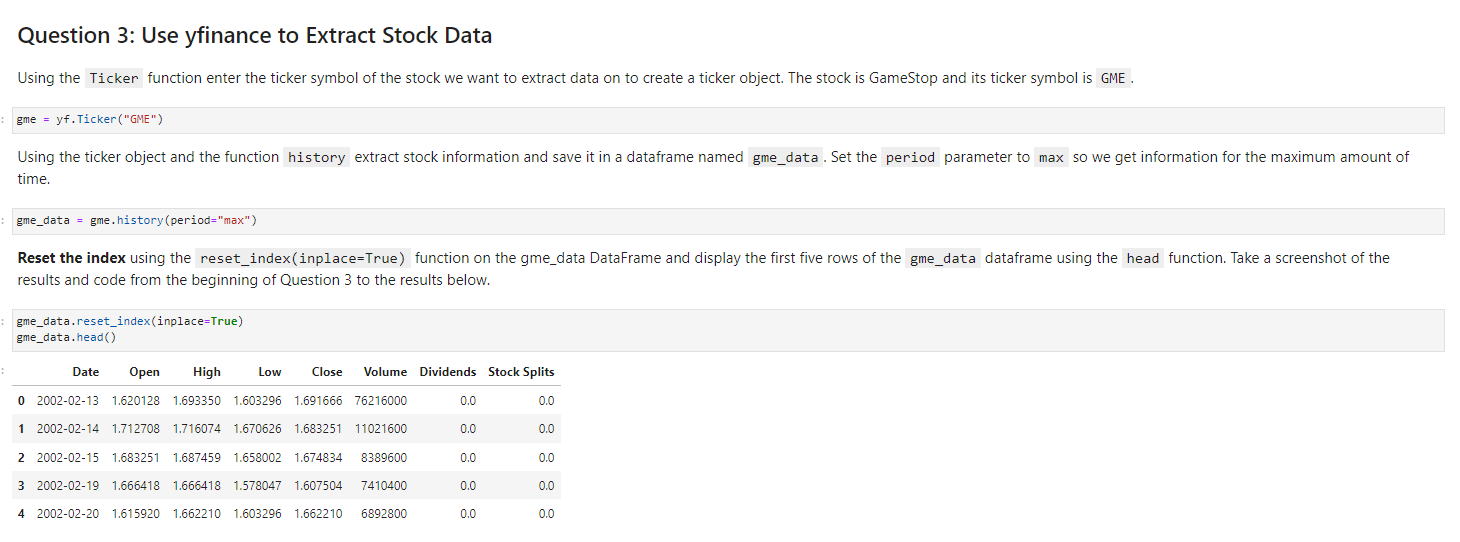 Question 3: Use yfinance to Extract Stock Data
Using the Ticker function enter the ticker symbol of the stock we want to extract data on to create a ticker object. The stock is GameStop and its ticker symbol is GME .
: gme = yf.Ticker("GME")
Using the ticker object and the function history extract stock information and save it in a dataframe named gme_data . Set the period parameter to max so we get information for the maximum amount of
time.
: gme_data = gme.history(period="max")
Reset the index using the reset_index(inplace=True) function on the gme_data DataFrame and display the first five rows of the gme_data dataframe using the head function. Take a screenshot of the
results and code from the beginning of Question 3 to the results below.
: gme_data.reset_index(inplace=True)
gme_data.head()
: Date Open High Low Close Volume Dividends Stock Splits
0 2002-02-13 1.620128 1.693350 1.603296 1.691666 76216000 0.0 0.0
1 2002-02-14 1.712708 1.716074 1.670626 1.683251 11021600 0.0 0.0
2 2002-02-15 1.683251 1.687459 1.658002 1.674834 8389600 0.0 0.0
3 2002-02-19 1.666418 1.666418 1.578047 1.607504 7410400 0.0 0.0
4 2002-02-20 1.615920 1.662210 1.603296 1.662210 6892800 0.0 0.0